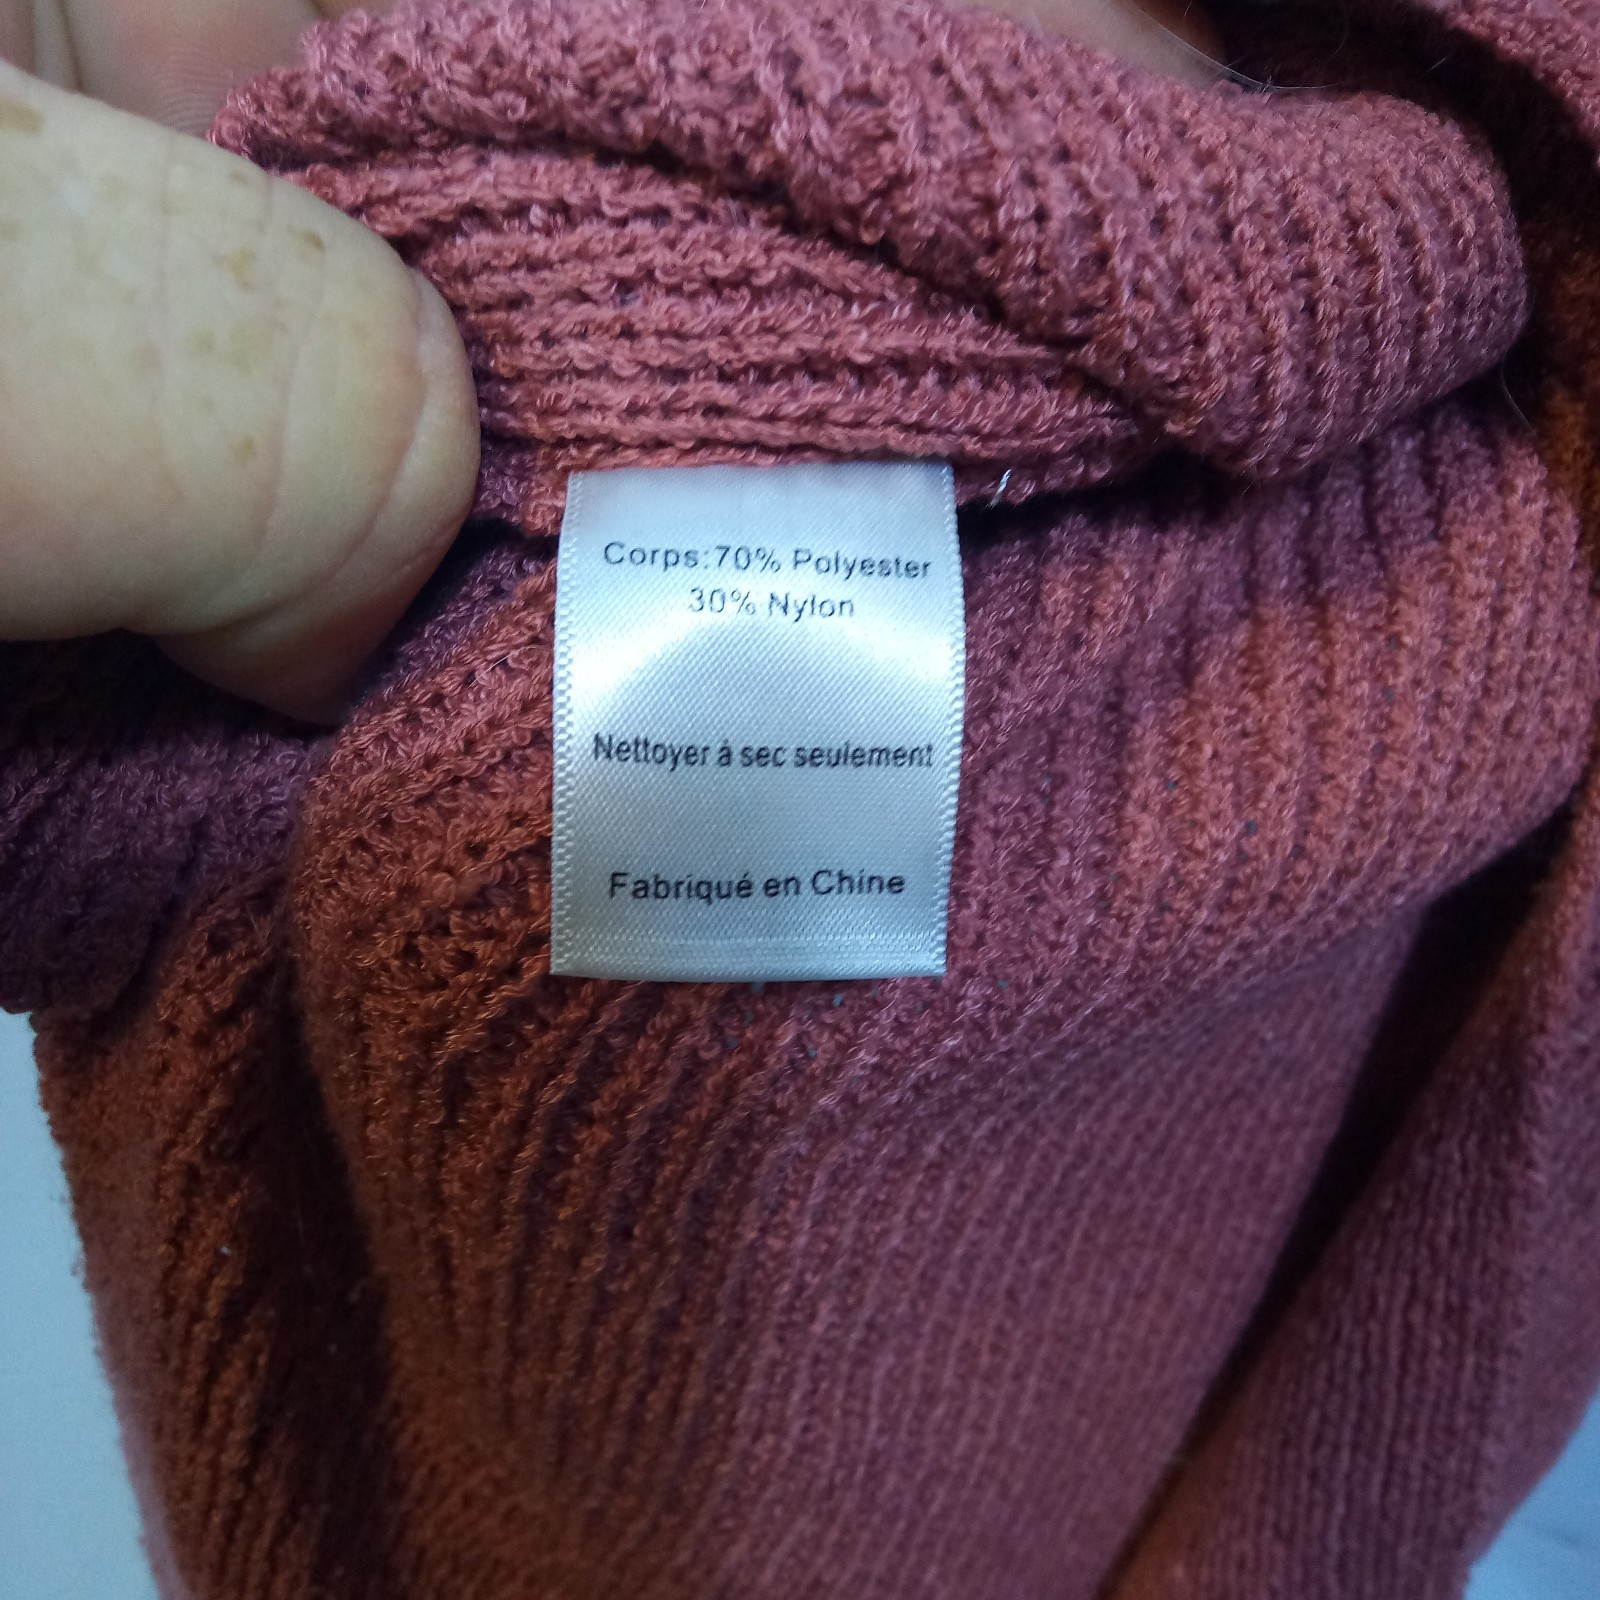 Corps:70% Polyester
30% Nylon
Nettoyer à sec seulement
Fabriqué en Chine